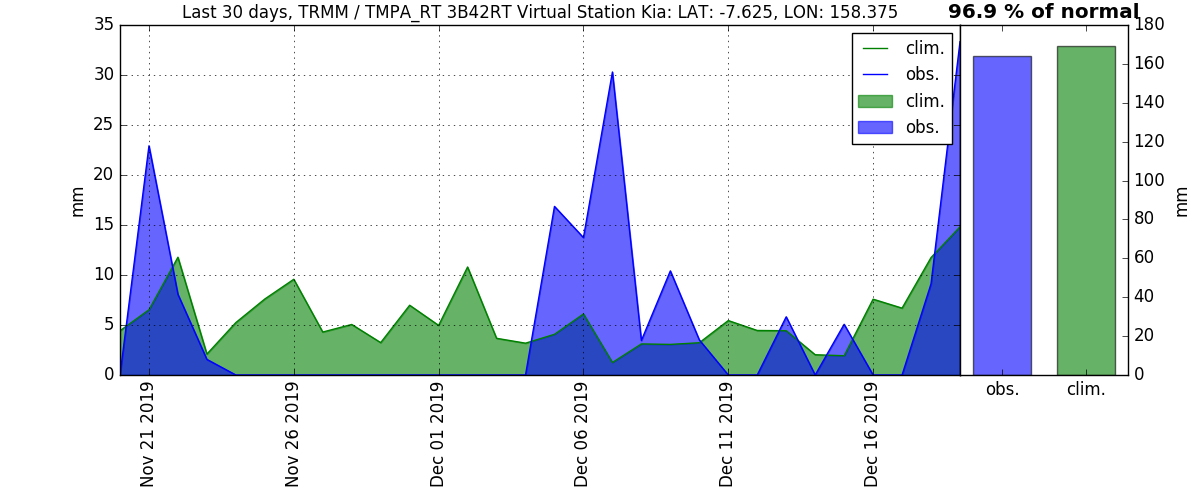 Last 30 days, TRMM / TMPA_RT 3B42RT Virtual Station Kia: LAT: -7.625, LON: 158.375
96.9 % of normal
35
30
25
20
15
10
5
0
mm
clim.
obs.
clim.
obs.
180
160
140
120
100
80
60
40
20
0
mm
Nov 21 2019
Nov 26 2019
Dec 01 2019
Dec 06 2019
Dec 11 2019
Dec 16 2019
obs.
clim.